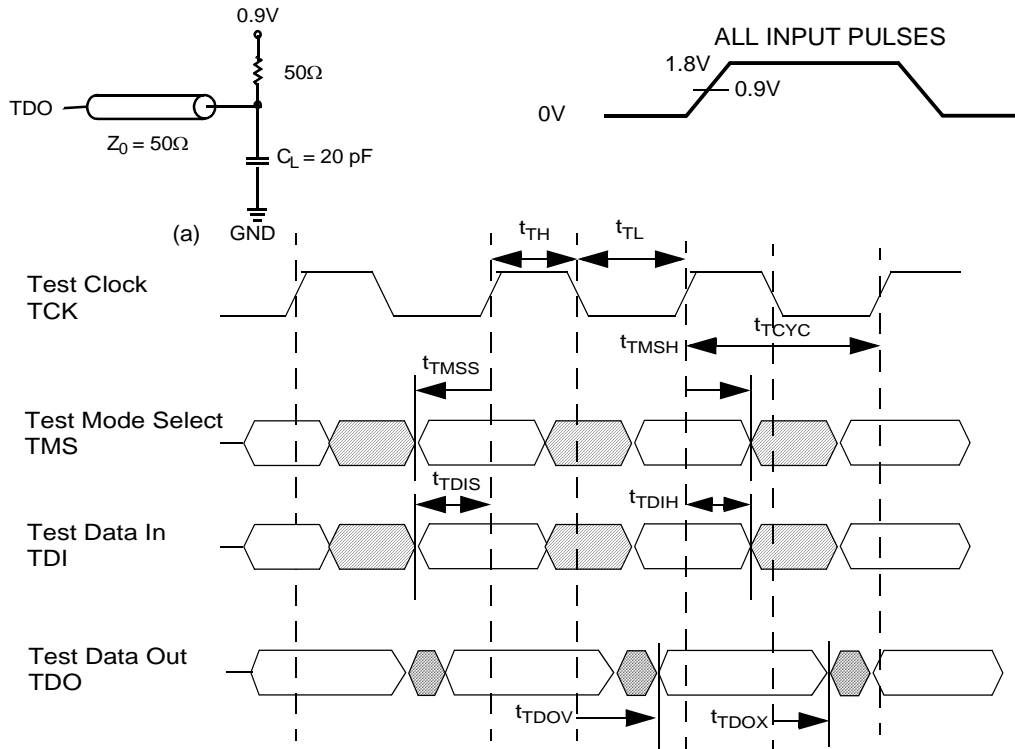 0.9V
50Ω
TDO
Z0 = 50Ω
CL = 20 pF
(a)
GND
ALL INPUT PULSES
1.8V
0.9V
0V
tTH
tTL
Test Clock
TCK
tTCYC
tTMSH
tTMSS
Test Mode Select
TMS
tTDIS
tTDIH
Test Data In
TDI
Test Data Out
TDO
tTDOV
tTDOX